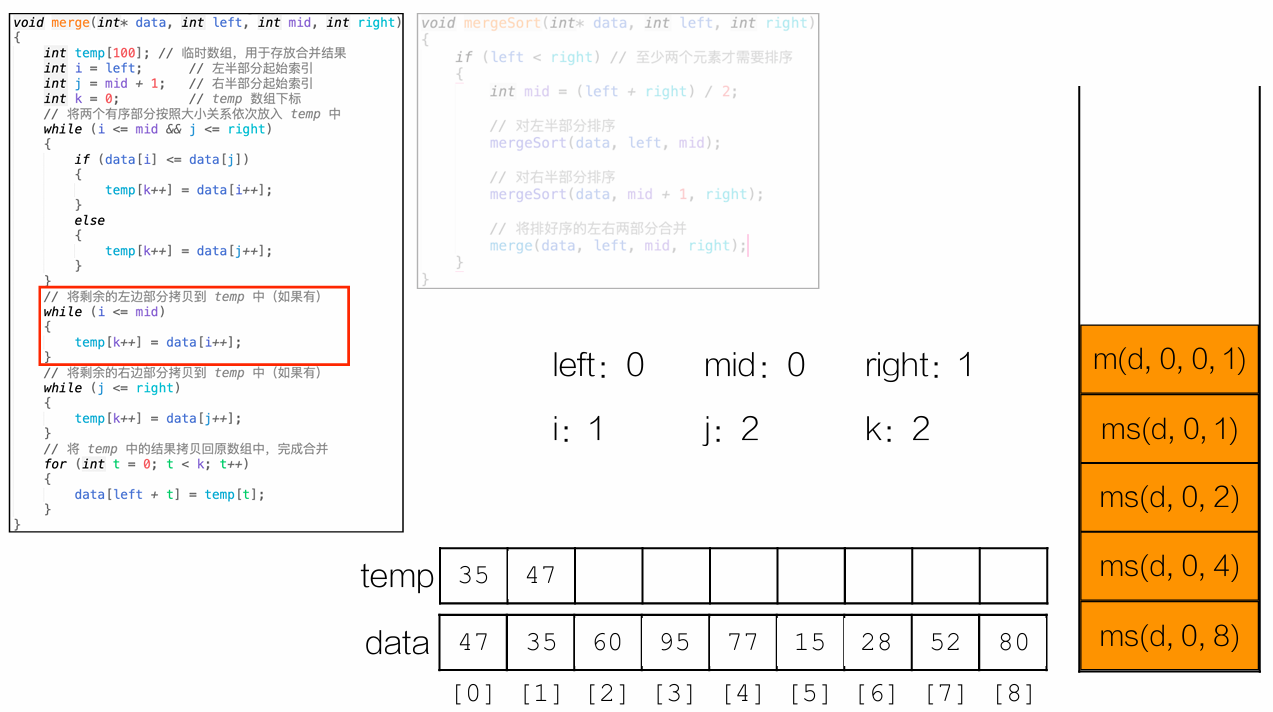 void merge(int* data, int left, int mid, int right)
{
    int temp[100]; // 临时数组，用于存放合并结果
    int i = left;      // 左半部分起始索引
    int j = mid + 1;   // 右半部分起始索引
    int k = 0;         // temp 数组下标
    // 将两个有序部分按照大小关系依次放入 temp 中
    while (i <= mid && j <= right)
    {
        if (data[i] <= data[j])
        {
            temp[k++] = data[i++];
        }
        else
        {
            temp[k++] = data[j++];
        }
    }
    // 将剩余的左边部分拷贝到 temp 中（如果有）
    while (i <= mid)
    {
        temp[k++] = data[i++];
    }
    // 将剩余的右边部分拷贝到 temp 中（如果有）
    while (j <= right)
    {
        temp[k++] = data[j++];
    }
    // 将 temp 中的结果拷贝回原数组中，完成合并
    for (int t = 0; t < k; t++)
    {
        data[left + t] = temp[t];
    }
}
void mergeSort(int* data, int left, int right)
{
    if (left < right) // 至少两个元素才需要排序
    {
        int mid = (left + right) / 2;
        // 对左半部分排序
        mergeSort(data, left, mid);
        // 对右半部分排序
        mergeSort(data, mid + 1, right);
        // 将排好序的左右两部分合并
        merge(data, left, mid, right);
    }
}
left：0 mid：0 right：1
i：1 j：2 k：2
temp 35 47
data 47 35 60 95 77 15 28 52 80
[0] [1] [2] [3] [4] [5] [6] [7] [8]
m(d, 0, 0, 1)
ms(d, 0, 1)
ms(d, 0, 2)
ms(d, 0, 4)
ms(d, 0, 8)